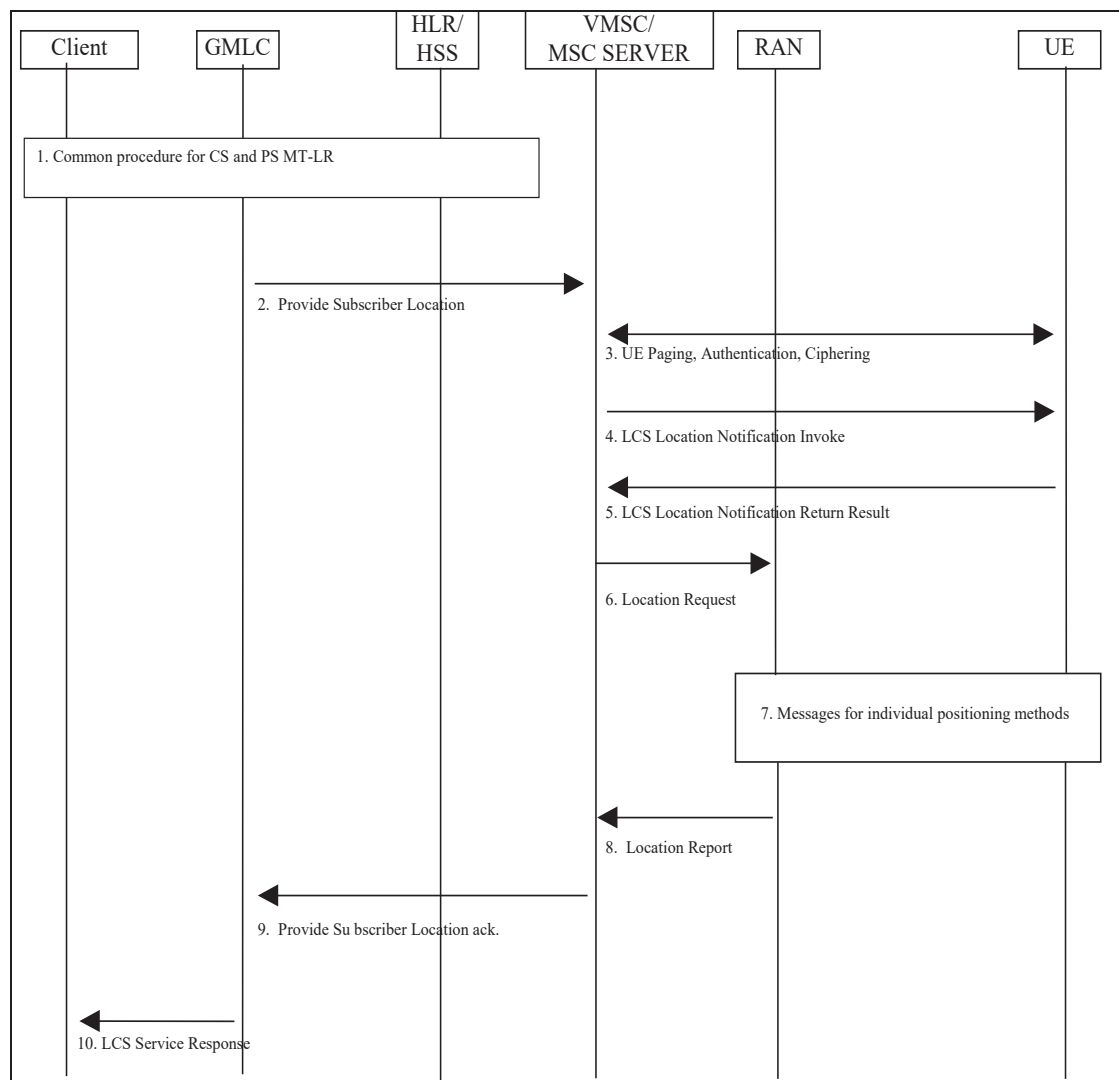 Client
GMLC
HLR/
HSS
VMSC/
MSC SERVER
RAN
UE
1. Common procedure for CS and PS MT-LR
2. Provide Subscriber Location
3. UE Paging, Authentication, Ciphering
4. LCS Location Notification Invoke
5. LCS Location Notification Return Result
6. Location Request
7. Messages for individual positioning methods
8. Location Report
9. Provide Su bscriber Location ack.
10. LCS Service Response